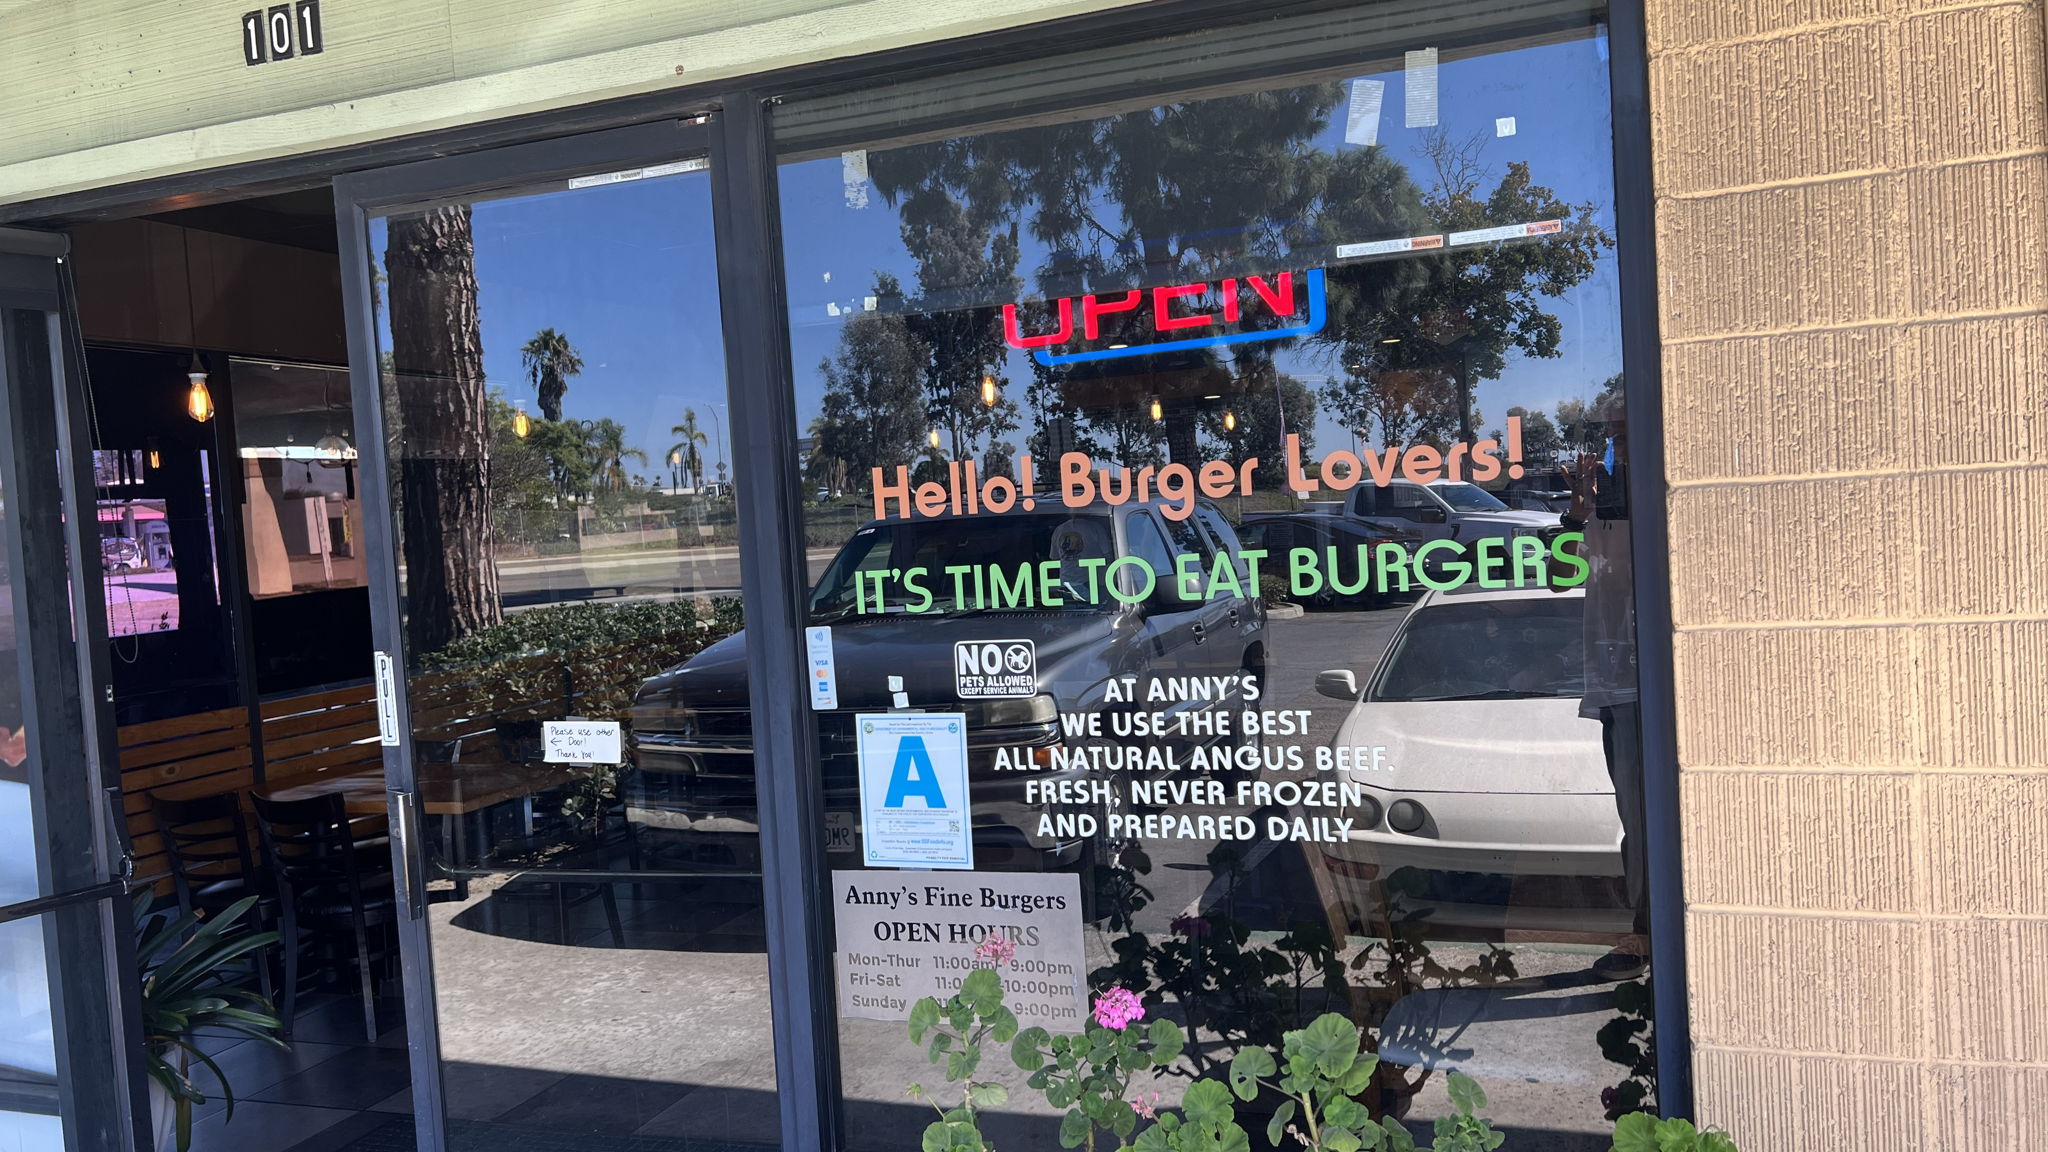 101
OPEN
Hello! Burger Lovers!
IT'S TIME TO EAT BURGERS
PULL
Please use other
← Door!
Thank You!
VISA
NO
PETS ALLOWED
EXCEPT SERVICE ANIMALS
AT ANNY'S
WE USE THE BEST
ALL NATURAL ANGUS BEEF.
FRESH, NEVER FROZEN
AND PREPARED DAILY
A
Anny's Fine Burgers
OPEN HOURS
Mon-Thur 11:00am- 9:00pm
Fri-Sat 11:0 -10:00pm
Sunday 9:00pm